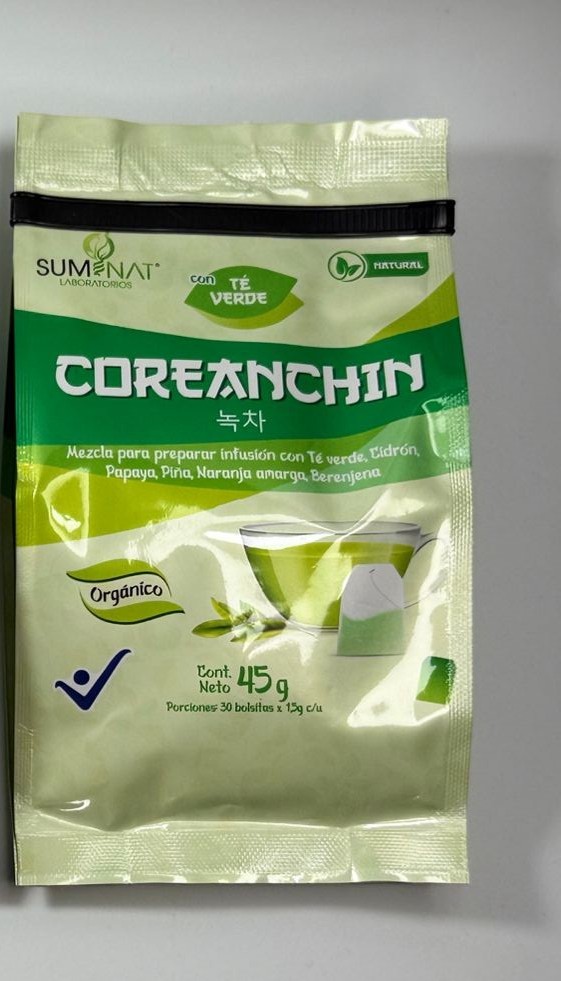 SUMINAT®
LABORATORIOS
con TÉ
VERDE
NATURAL
COREANCHIN
녹차
Mezcla para preparar infusión con Té verde, Cidrón,
Papaya, Piña, Naranja amarga, Berenjena
Orgánico
Cont.
Neto 45 g
Porciones: 30 bolsitas x 1,5g c/u